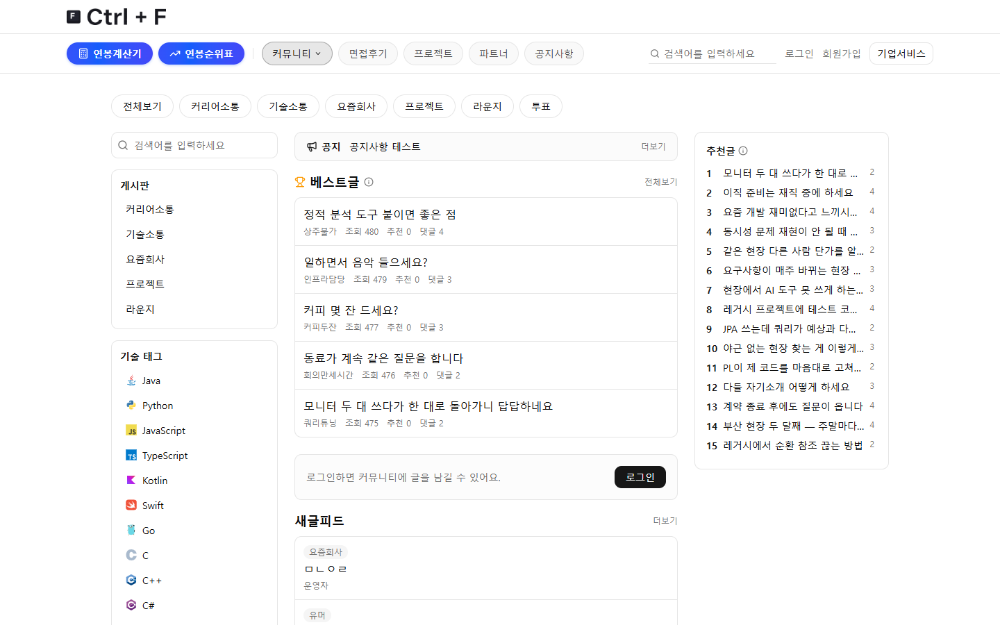 F Ctrl + F
연봉계산기 연봉순위표 커뮤니티 면접후기 프로젝트 파트너 공지사항 검색어를 입력하세요 로그인 회원가입 기업서비스
전체보기 커리어소통 기술소통 요즘회사 프로젝트 라운지 투표
검색어를 입력하세요
게시판
커리어소통
기술소통
요즘회사
프로젝트
라운지
기술 태그
Java
Python
JS JavaScript
TS TypeScript
Kotlin
Swift
Go
C
C++
C#
공지 공지사항 테스트 더보기
베스트글 전체보기
정적 분석 도구 붙이면 좋은 점
상주불가 조회 480 추천 0 댓글 4
일하면서 음악 들으세요?
인프라담당 조회 479 추천 0 댓글 3
커피 몇 잔 드세요?
커피두잔 조회 477 추천 0 댓글 3
동료가 계속 같은 질문을 합니다
회의만세시간 조회 476 추천 0 댓글 2
모니터 두 대 쓰다가 한 대로 돌아가니 답답하네요
쿼리튜닝 조회 475 추천 0 댓글 2
로그인하면 커뮤니티에 글을 남길 수 있어요. 로그인
새글피드 더보기
요즘회사
ㅁㄴㅇㄹ
운영자
유머
추천글
1 모니터 두 대 쓰다가 한 대로 ... 2
2 이직 준비는 재직 중에 하세요 4
3 요즘 개발 재미없다고 느끼시... 4
4 동시성 문제 재현이 안 될 때 ... 3
5 같은 현장 다른 사람 단가를 알... 2
6 요구사항이 매주 바뀌는 현장 ... 3
7 현장에서 AI 도구 못 쓰게 하는... 3
8 레거시 프로젝트에 테스트 코... 4
9 JPA 쓰는데 쿼리가 예상과 다... 2
10 야근 없는 현장 찾는 게 이렇게... 3
11 PL이 제 코드를 마음대로 고쳐... 2
12 다들 자기소개 어떻게 하세요 3
13 계약 종료 후에도 질문이 옵니다 4
14 부산 현장 두 달째 — 주말마다... 4
15 레거시에서 순환 참조 끊는 방법 2